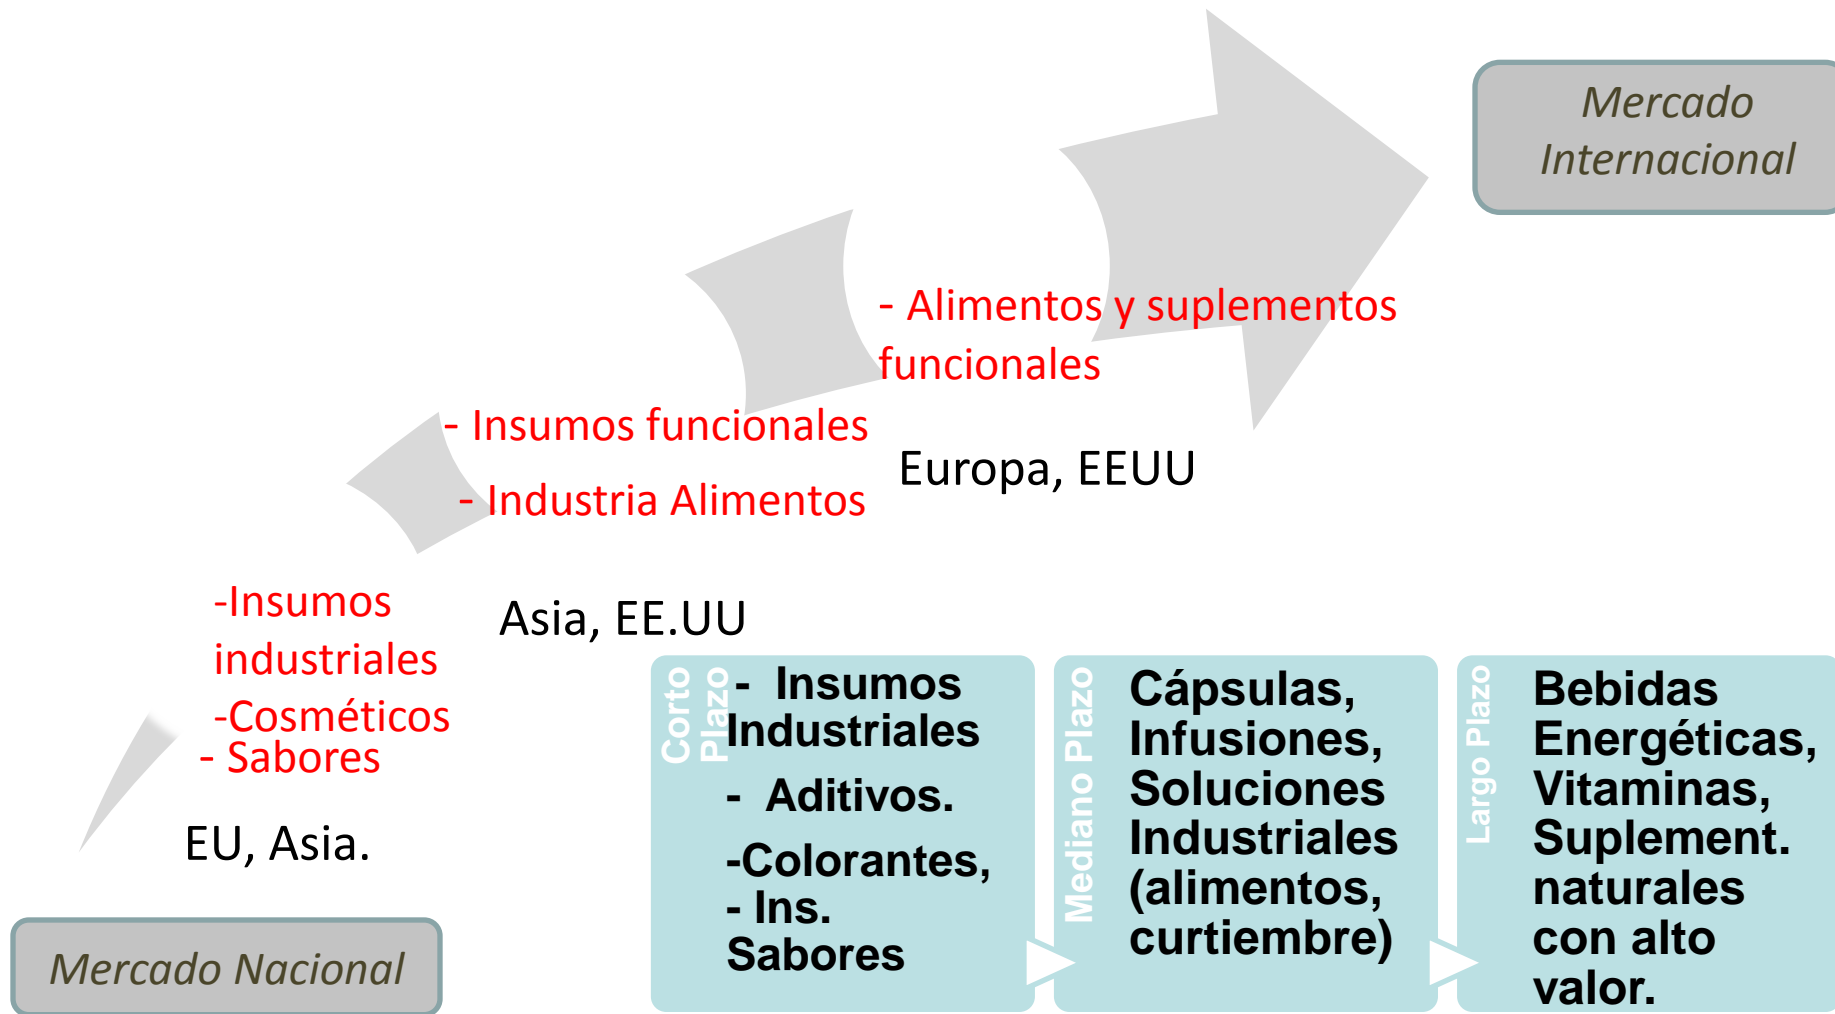 Mercado
Internacional
- Alimentos y suplementos
funcionales
- Insumos funcionales
Europa, EEUU
- Industria Alimentos
-Insumos
industriales
-Cosméticos
- Sabores
Asia, EE.UU
EU, Asia.
Mercado Nacional
Corto
Plazo
- Insumos
Industriales
- Aditivos.
-Colorantes,
- Ins.
Sabores
Mediano Plazo
Cápsulas,
Infusiones,
Soluciones
Industriales
(alimentos,
curtiembre)
Largo Plazo
Bebidas
Energéticas,
Vitaminas,
Suplement.
naturales
con alto
valor.